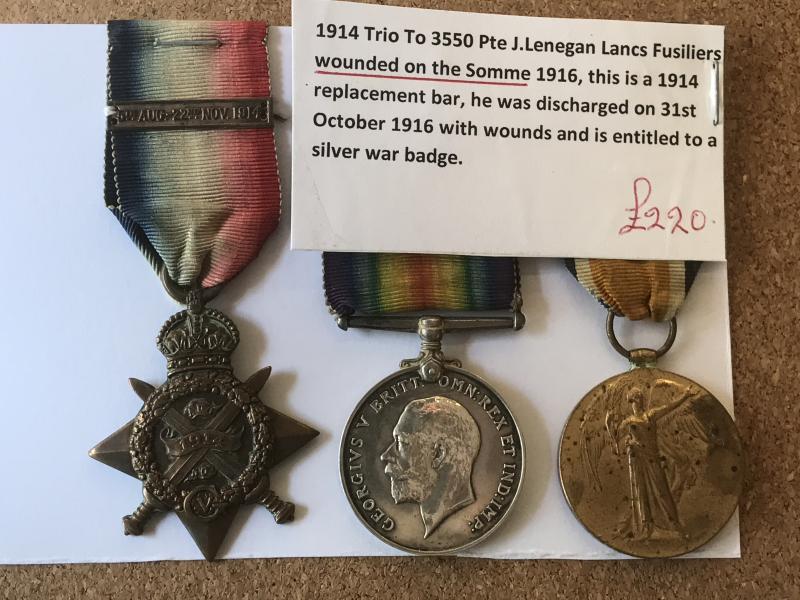 1914 Trio To 3550 Pte J.Lenegan Lancs Fusiliers
wounded on the Somme 1916, this is a 1914
replacement bar, he was discharged on 31st
October 1916 with wounds and is entitled to a
silver war badge.
£220.
5TH AUG.-22ND NOV. 1914
1914
GEORGIVS V BRITT: OMN: REX ET IND: IMP: